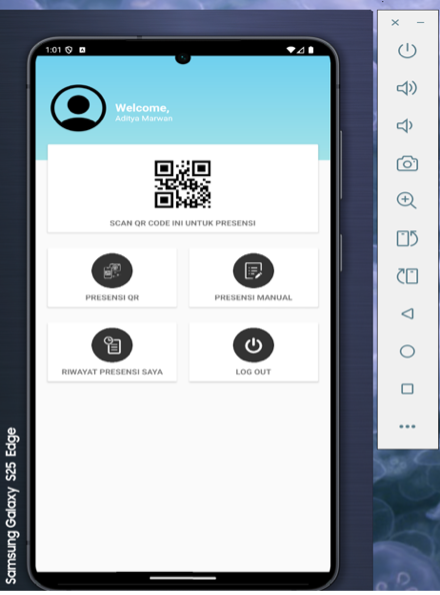 1:01
Welcome,
Aditya Marwan
SCAN QR CODE INI UNTUK PRESENSI
PRESENSI QR
PRESENSI MANUAL
RIWAYAT PRESENSI SAYA
LOG OUT
Samsung Galaxy S25 Edge